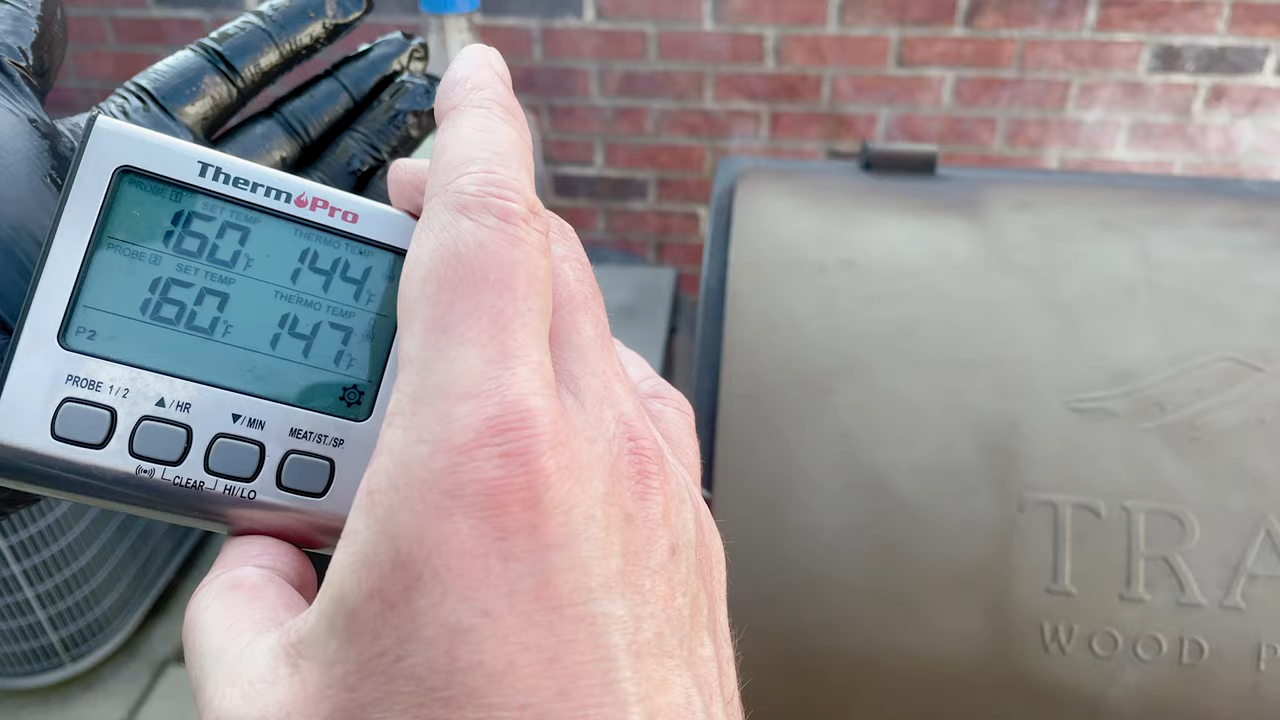 ThermoPro
PROBE 1
SET TEMP
160°F
THERMO TEMP
144°F
PROBE 2
SET TEMP
160°F
THERMO TEMP
147°F
P2
PROBE 1/2
▲/HR
▼/MIN
MEAT/ST./SP.
CLEAR
HI/LO
TRA
WOOD P